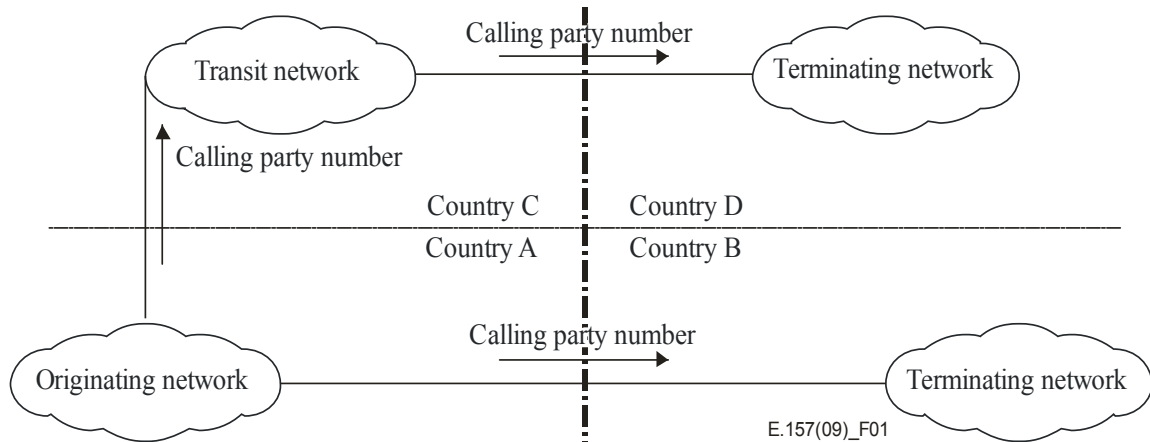 Calling party number
Transit network
Terminating network
Calling party number
Country C
Country D
Country A
Country B
Calling party number
Originating network
Terminating network
E.157(09)_F01